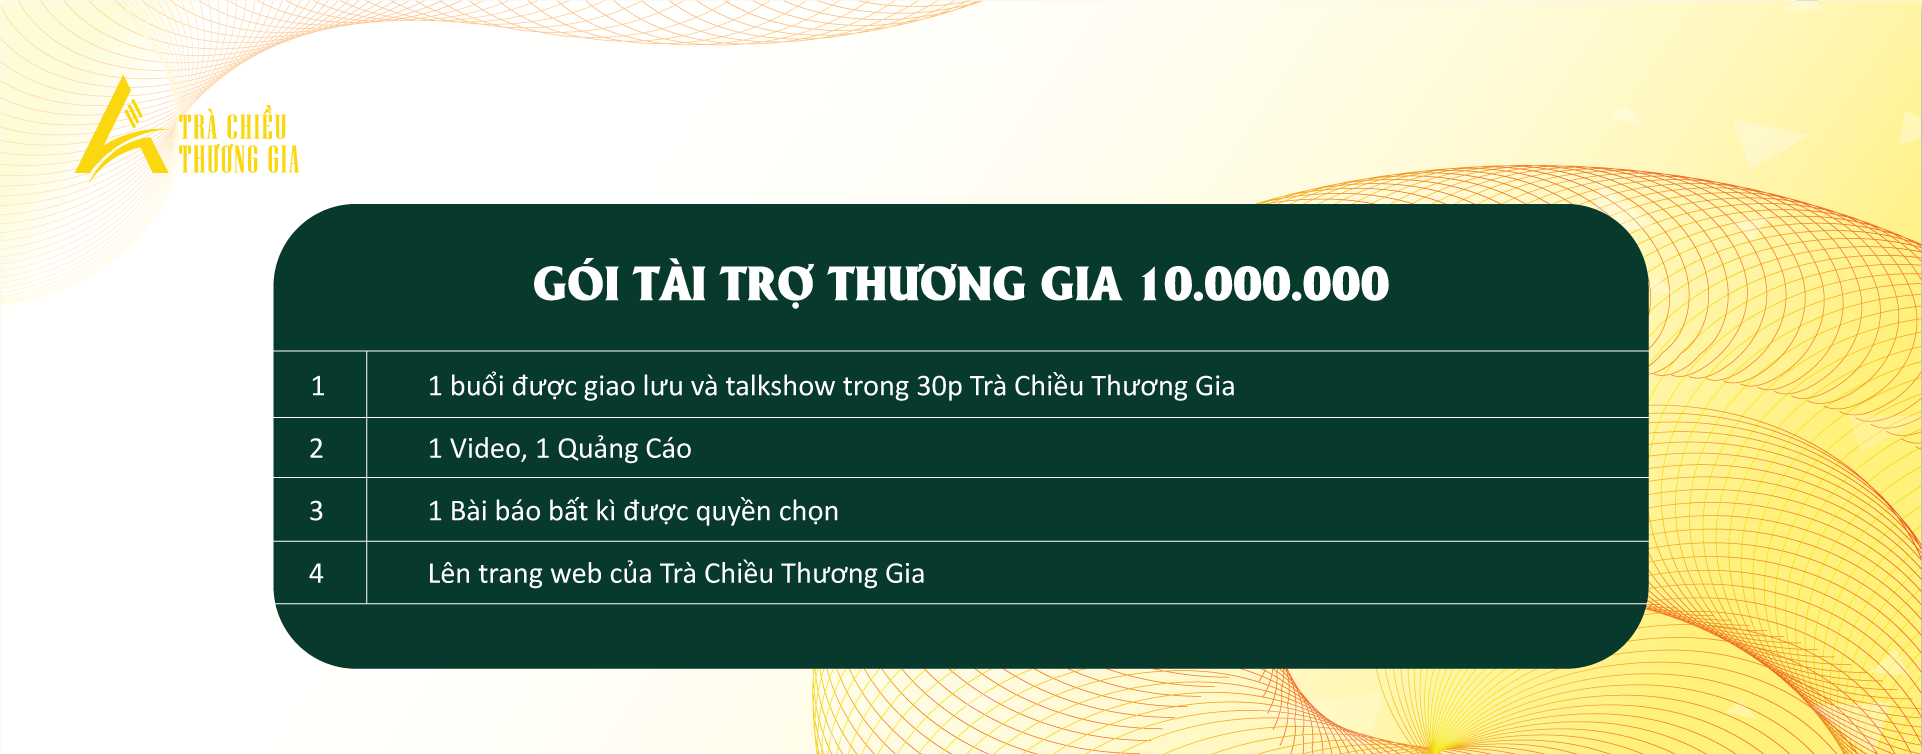 TRÀ CHIỀU
THƯƠNG GIA
GÓI TÀI TRỢ THƯƠNG GIA 10.000.000
1 1 buổi được giao lưu và talkshow trong 30p Trà Chiều Thương Gia
2 1 Video, 1 Quảng Cáo
3 1 Bài báo bất kì được quyền chọn
4 Lên trang web của Trà Chiều Thương Gia